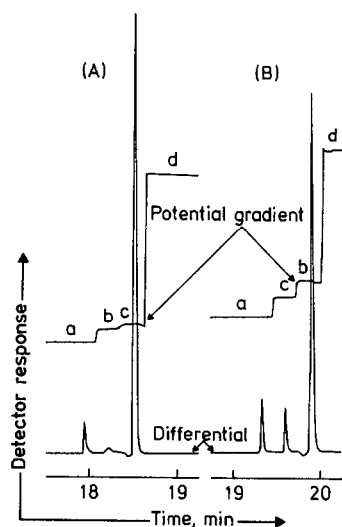 (A)
(B)
d
d
Potential gradient
b
c
a
b
c
a
Detector response
Differential
18
19
19
20
Time, min